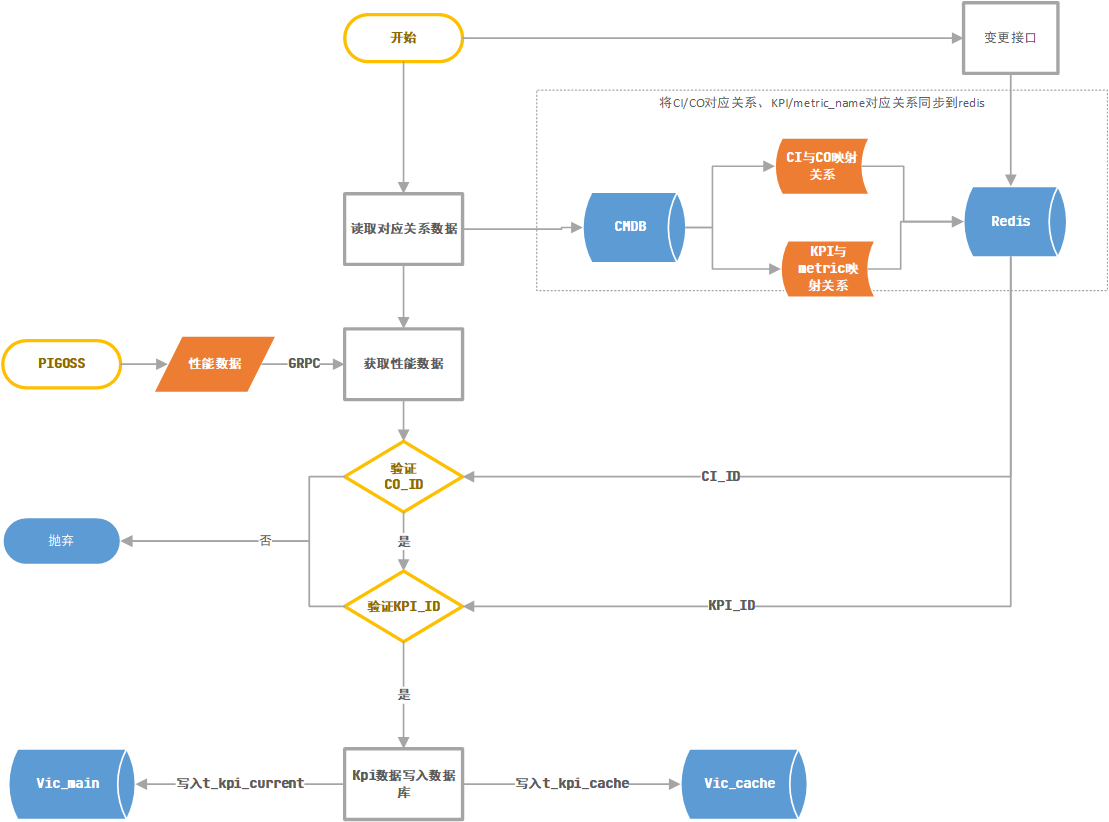 开始
变更接口
将CI/CO对应关系、KPI/metric_name对应关系同步到redis
CI与CO映射
关系
读取对应关系数据
CMDB
Redis
KPI与
metric映
射关系
PIGOSS
性能数据
GRPC
获取性能数据
验证
CO_ID
CI_ID
抛弃
否
是
验证KPI_ID
KPI_ID
是
Vic_main
写入t_kpi_current
Kpi数据写入数据
库
写入t_kpi_cache
Vic_cache